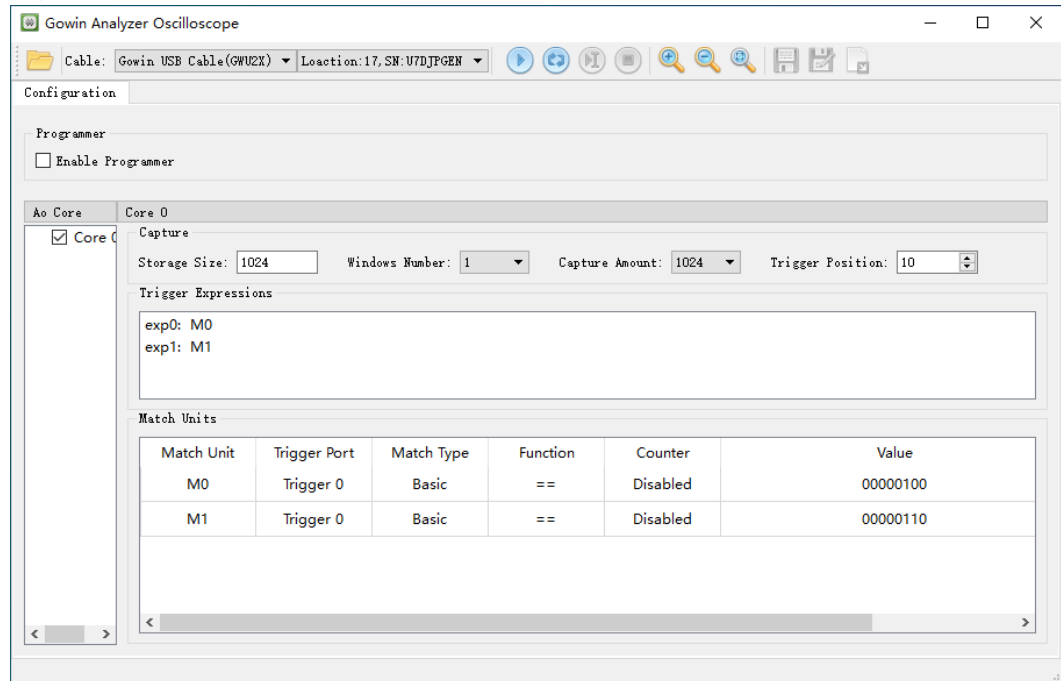 Gowin Analyzer Oscilloscope
Cable: Gowin USB Cable(GWU2X) Loaction:17,SN:U7DJPGEN
Configuration
Programmer
Enable Programmer
Ao Core Core 0
Core 0
Capture
Storage Size: 1024 Windows Number: 1 Capture Amount: 1024 Trigger Position: 10
Trigger Expressions
exp0: M0
exp1: M1
Match Units
Match Unit Trigger Port Match Type Function Counter Value
M0 Trigger 0 Basic == Disabled 00000100
M1 Trigger 0 Basic == Disabled 00000110